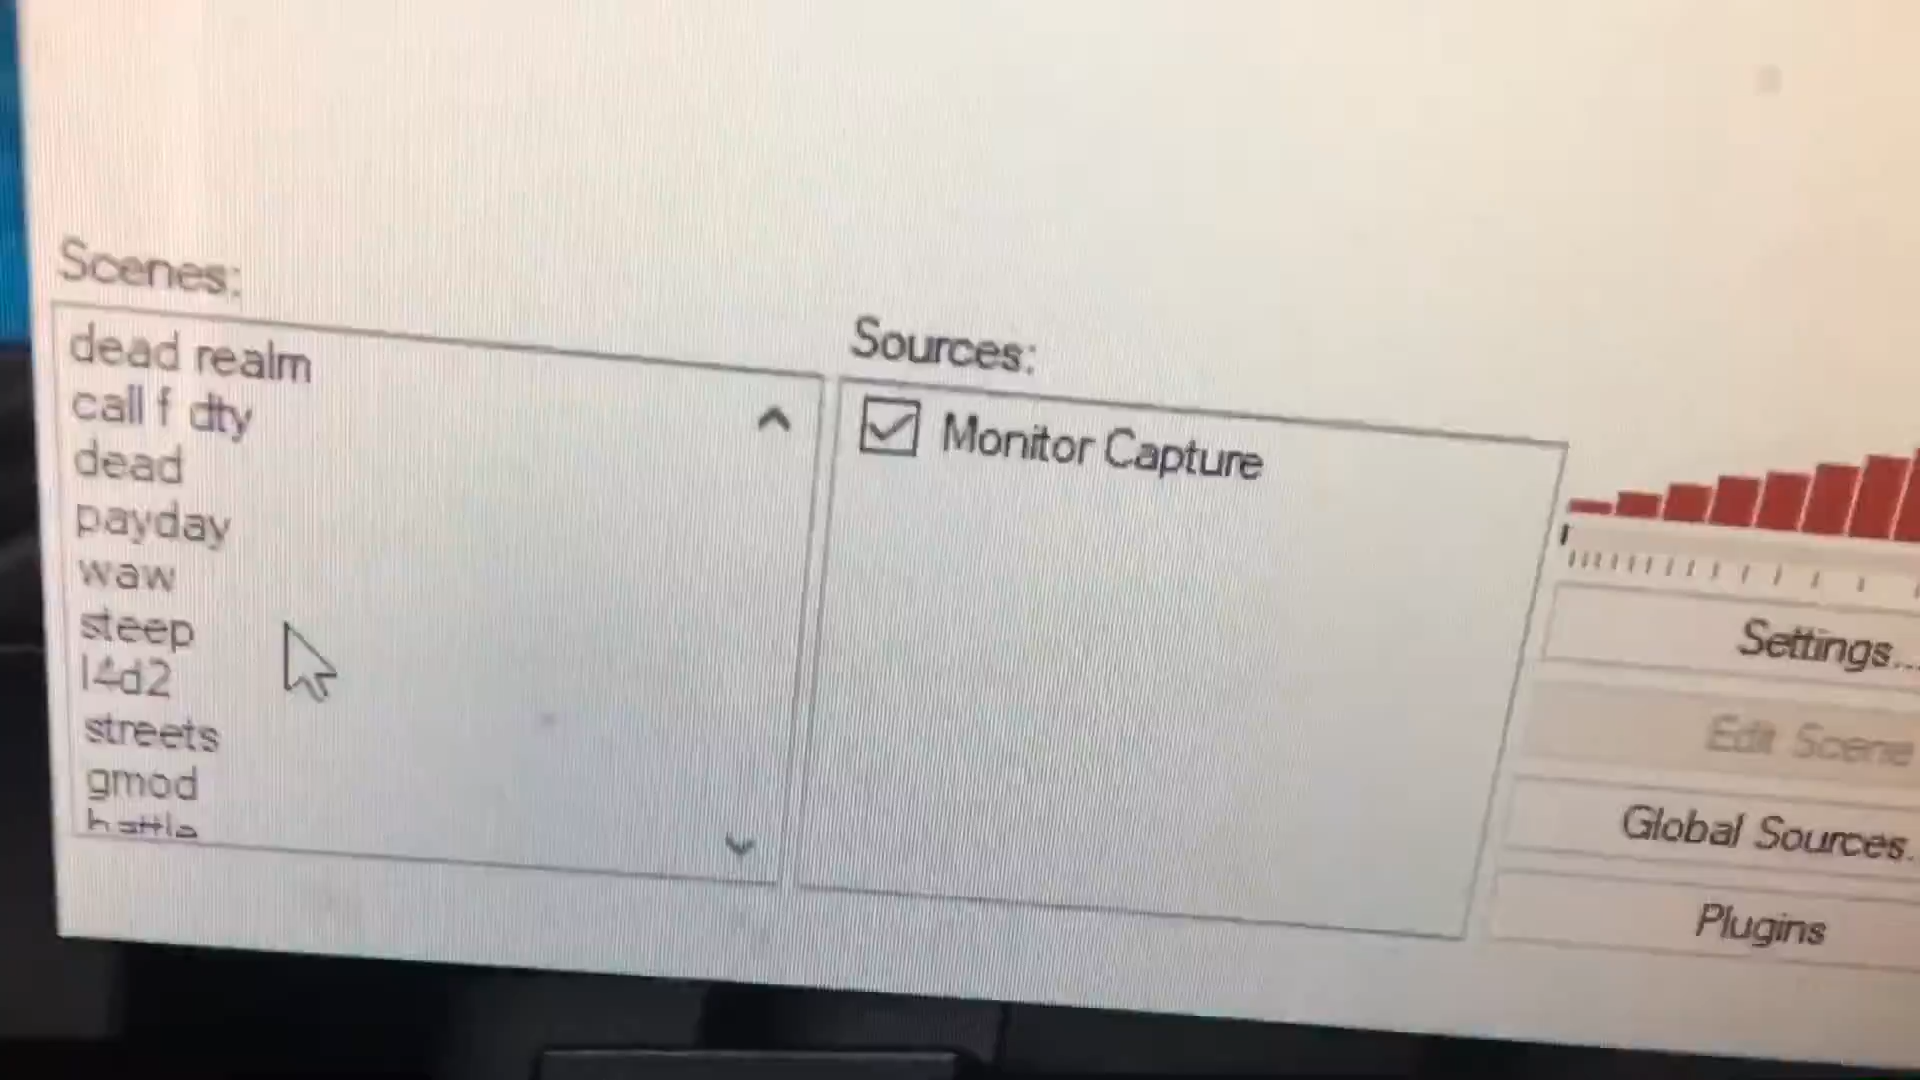 Scenes:
dead realm
call f dty
dead
payday
waw
steep
l4d2
streets
gmod
Sources:
Monitor Capture
Settings...
Edit Scene
Global Sources.
Plugins